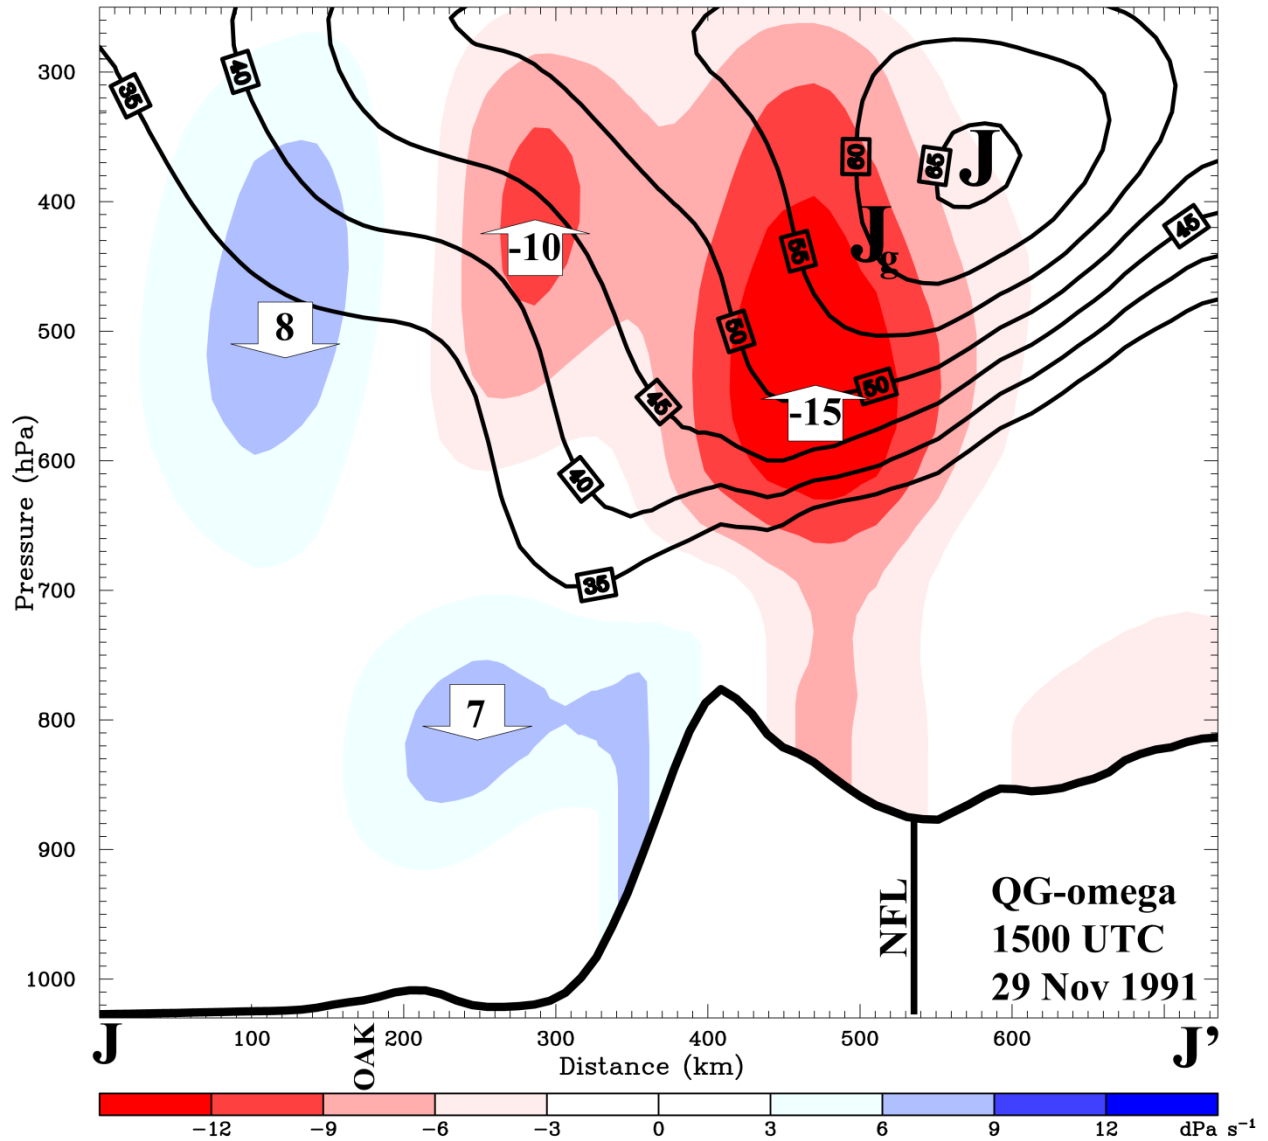 300
400
500
600
700
800
900
1000
Pressure (hPa)
35
40
60
65
J
J
g
45
55
-10
8
50
50
-15
45
40
35
7
NFL
QG-omega
1500 UTC
29 Nov 1991
J
100
OAK
200
300
400
500
600
J’
Distance (km)
-12 -9 -6 -3 0 3 6 9 12 dPa s⁻¹